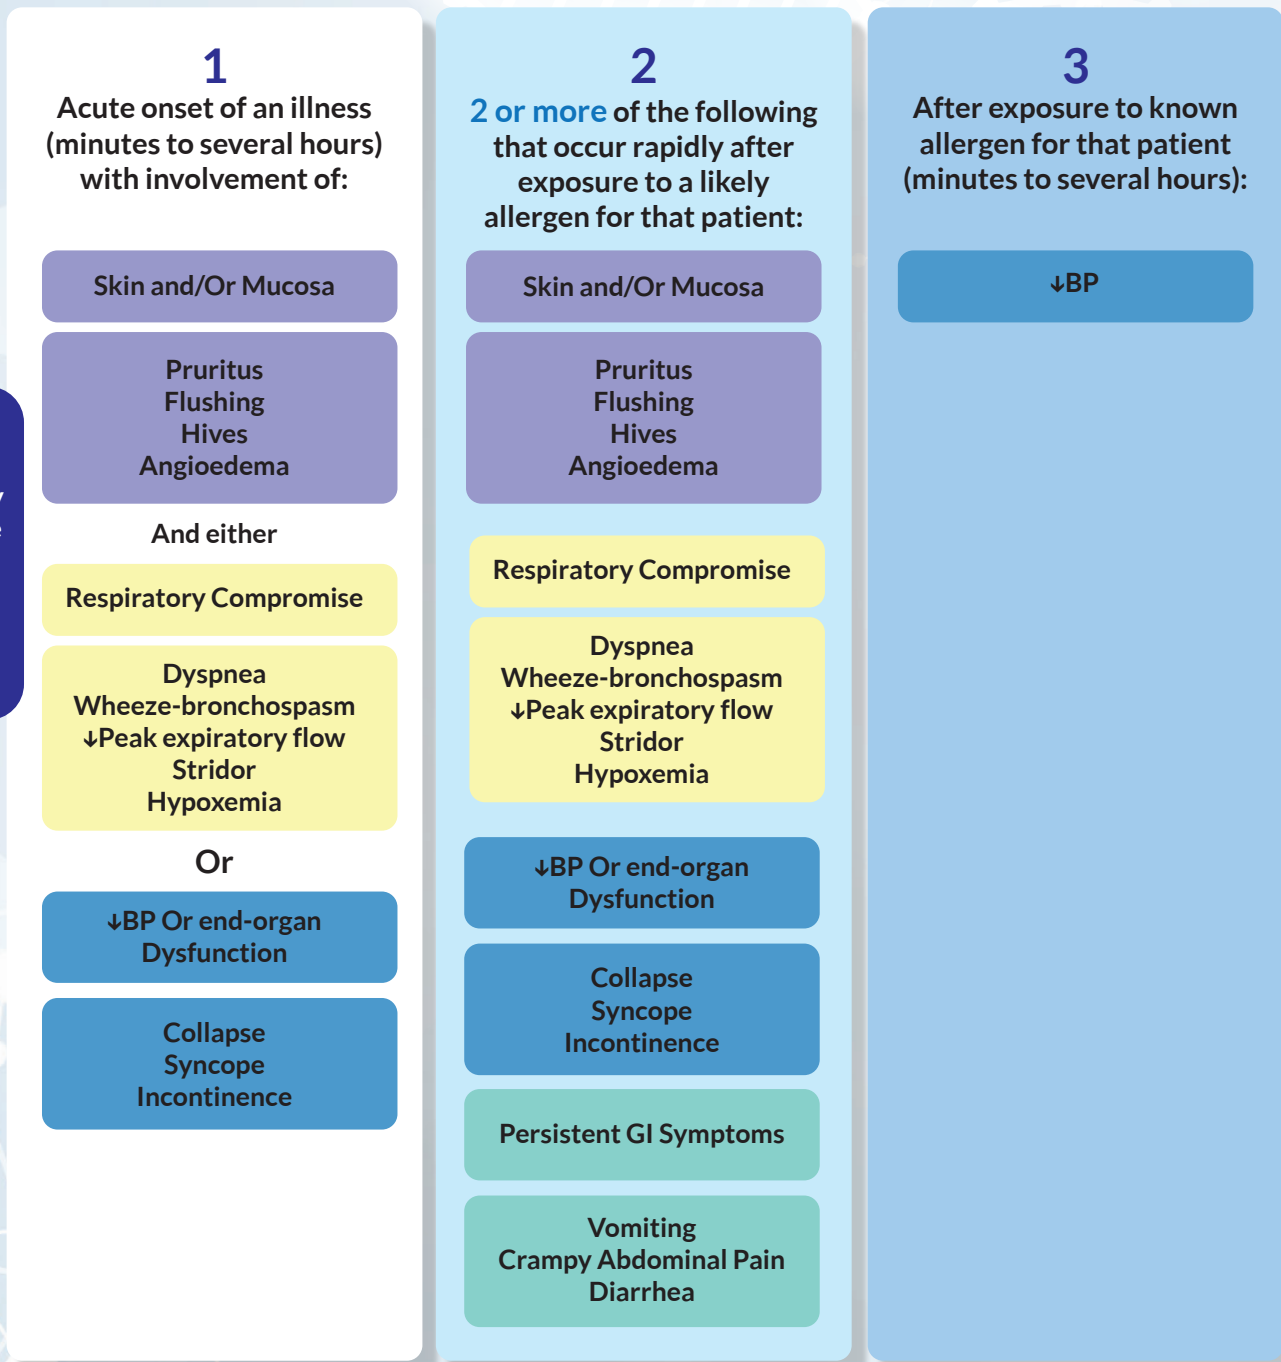 1
Acute onset of an illness
(minutes to several hours)
with involvement of:
Skin and/Or Mucosa
Pruritus
Flushing
Hives
Angioedema
And either
Respiratory Compromise
Dyspnea
Wheeze-bronchospasm
↓Peak expiratory flow
Stridor
Hypoxemia
Or
↓BP Or end-organ
Dysfunction
Collapse
Syncope
Incontinence
2
2 or more of the following
that occur rapidly after
exposure to a likely
allergen for that patient:
Skin and/Or Mucosa
Pruritus
Flushing
Hives
Angioedema
Respiratory Compromise
Dyspnea
Wheeze-bronchospasm
↓Peak expiratory flow
Stridor
Hypoxemia
↓BP Or end-organ
Dysfunction
Collapse
Syncope
Incontinence
Persistent GI Symptoms
Vomiting
Crampy Abdominal Pain
Diarrhea
3
After exposure to known
allergen for that patient
(minutes to several hours):
↓BP